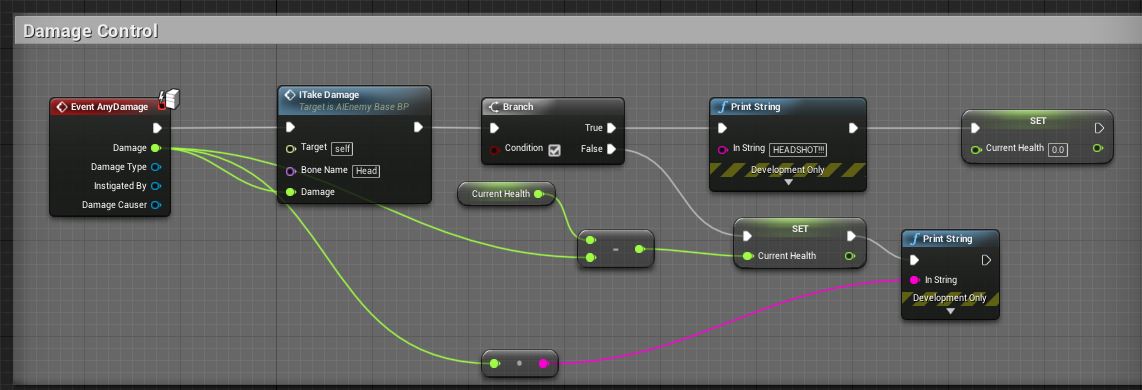 Damage Control
Event AnyDamage
Damage
Damage Type
Instigated By
Damage Causer
ITake Damage
Target is AIEnemy Base BP
Target self
Bone Name Head
Damage
Branch
True
Condition
False
Current Health
-
Print String
In String HEADSHOT!!!
Development Only
SET
Current Health 0.0
SET
Current Health
Print String
In String
Development Only